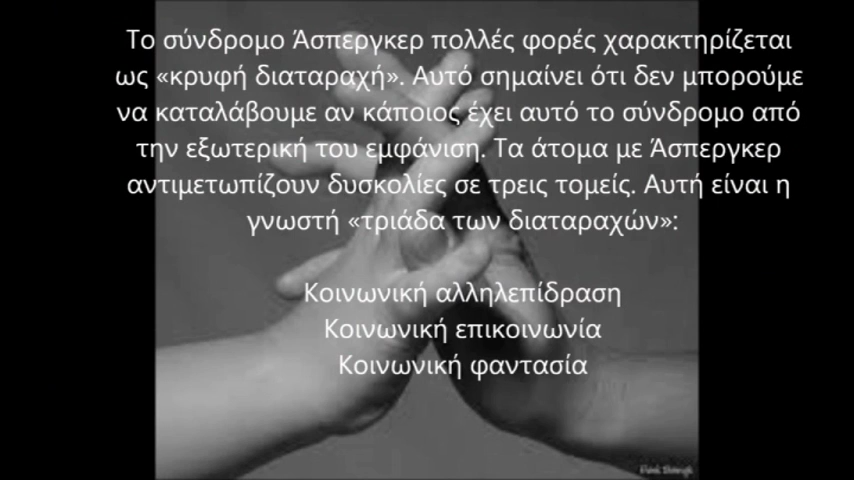 Το σύνδρομο Άσπεργκερ πολλές φορές χαρακτηρίζεται
ως «κρυφή διαταραχή». Αυτό σημαίνει ότι δεν μπορούμε
να καταλάβουμε αν κάποιος έχει αυτό το σύνδρομο από
την εξωτερική του εμφάνιση. Τα άτομα με Άσπεργκερ
αντιμετωπίζουν δυσκολίες σε τρεις τομείς. Αυτή είναι η
γνωστή «τριάδα των διαταραχών»:
Κοινωνική αλληλεπίδραση
Κοινωνική επικοινωνία
Κοινωνική φαντασία